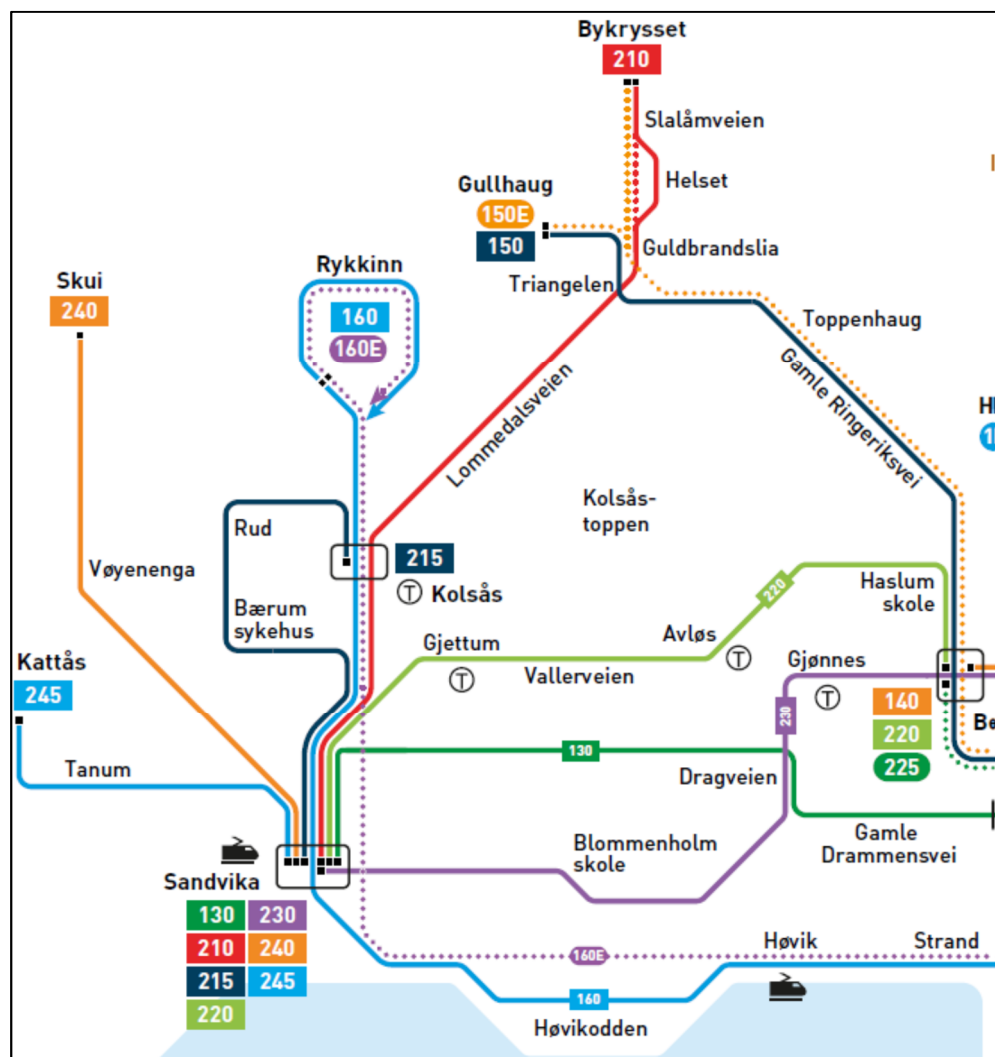 Bykrysset
210
Slalåmveien
Helset
Gullhaug
150E
150
Guldbrandslia
Triangelen
Rykkinn
160
160E
Skui
240
Toppenhaug
Gamle Ringeriksvei
Lommedalsveien
Kolsås-
toppen
Rud
215
T Kolsås
Vøyenenga
Bærum
sykehus
220
Haslum
skole
Gjettum
T
Avløs
T
Vallerveien
Gjønnes
T
Kattås
245
140
220
225
230
130
Tanum
Dragveien
Gamle
Drammensvei
Blommenholm
skole
Sandvika
130 230
210 240
215 245
220
160E
Høvik
Strand
160
Høvikodden